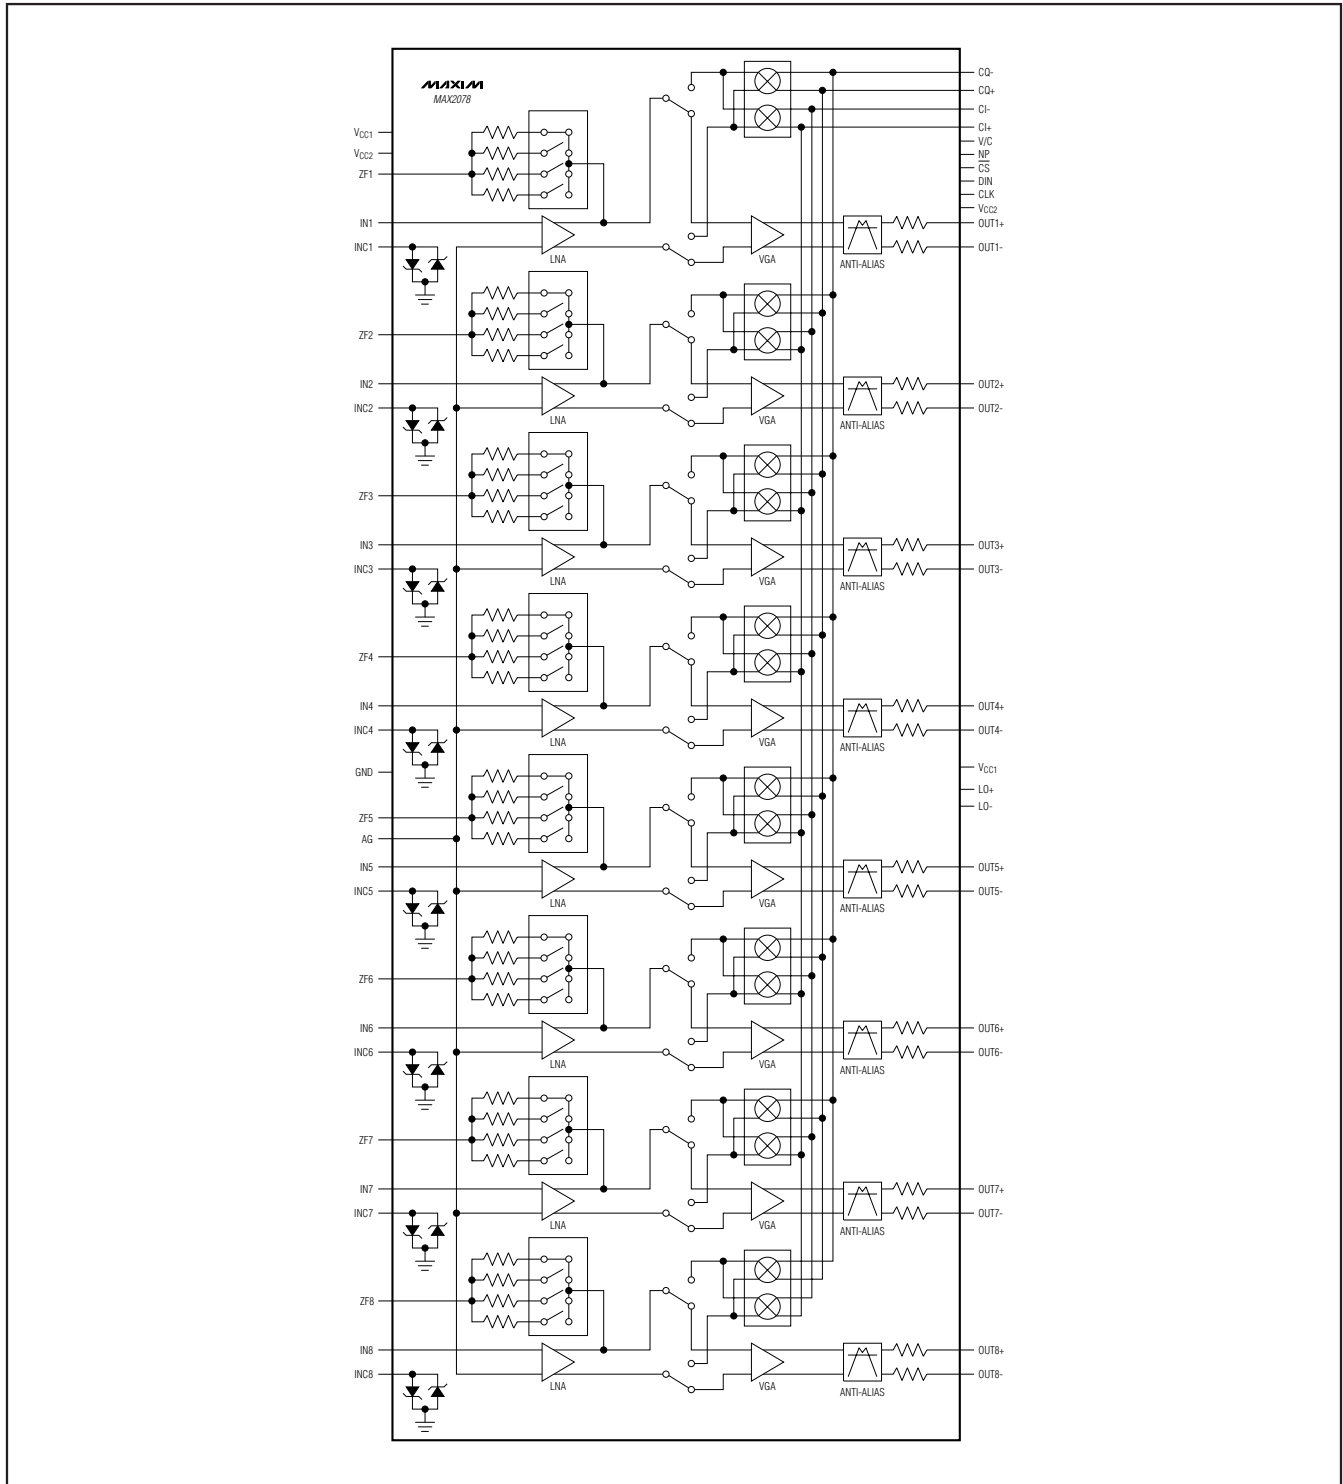 MAXIM
MAX2078
CQ-
CQ+
CI-
CI+
V/C
NP
CS
DIN
CLK
VCC2
VCC1
VCC2
ZF1
IN1
INC1
LNA
VGA
ANTI-ALIAS
OUT1+
OUT1-
ZF2
IN2
INC2
LNA
VGA
ANTI-ALIAS
OUT2+
OUT2-
ZF3
IN3
INC3
LNA
VGA
ANTI-ALIAS
OUT3+
OUT3-
ZF4
IN4
INC4
LNA
VGA
ANTI-ALIAS
OUT4+
OUT4-
GND
VCC1
LO+
LO-
ZF5
AG
IN5
INC5
LNA
VGA
ANTI-ALIAS
OUT5+
OUT5-
ZF6
IN6
INC6
LNA
VGA
ANTI-ALIAS
OUT6+
OUT6-
ZF7
IN7
INC7
LNA
VGA
ANTI-ALIAS
OUT7+
OUT7-
ZF8
IN8
INC8
LNA
VGA
ANTI-ALIAS
OUT8+
OUT8-